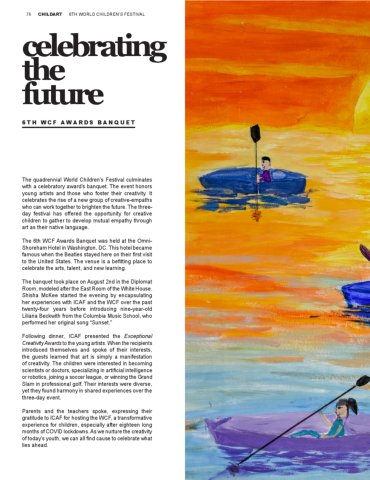 76 CHILDART 6TH WORLD CHILDREN'S FESTIVAL
celebrating
the
future
6TH WCF AWARDS BANQUET
The quadrennial World Children's Festival culminates
with a celebratory award's banquet. The event honors
young artists and those who foster their creativity. It
celebrates the rise of a new group of creative-empaths
who can work together to brighten the future. The three-
day festival has offered the opportunity for creative
children to gather to develop mutual empathy through
art as their native language.
The 6th WCF Awards Banquet was held at the Omni-
Shoreham Hotel in Washington, DC. This hotel became
famous when the Beatles stayed here on their first visit
to the United States. The venue is a befitting place to
celebrate the arts, talent, and new learning.
The banquet took place on August 2nd in the Diplomat
Room, modeled after the East Room of the White House.
Shisha McKee started the evening by encapsulating
her experiences with ICAF and the WCF over the past
twenty-four years before introducing nine-year-old
Liliana Beckwith from the Columbia Music School, who
performed her original song "Sunset."
Following dinner, ICAF presented the Exceptional
Creativity Awards to the young artists. When the recipients
introduced themselves and spoke of their interests,
the guests learned that art is simply a manifestation
of creativity. The children were interested in becoming
scientists or doctors, specializing in artificial intelligence
or robotics, joining a soccer league, or winning the Grand
Slam in professional golf. Their interests were diverse,
yet they found harmony in shared experiences over the
three-day event.
Parents and the teachers spoke, expressing their
gratitude to ICAF for hosting the WCF, a transformative
experience for children, especially after eighteen long
months of COVID lockdowns. As we nurture the creativity
of today's youth, we can all find cause to celebrate what
lies ahead.